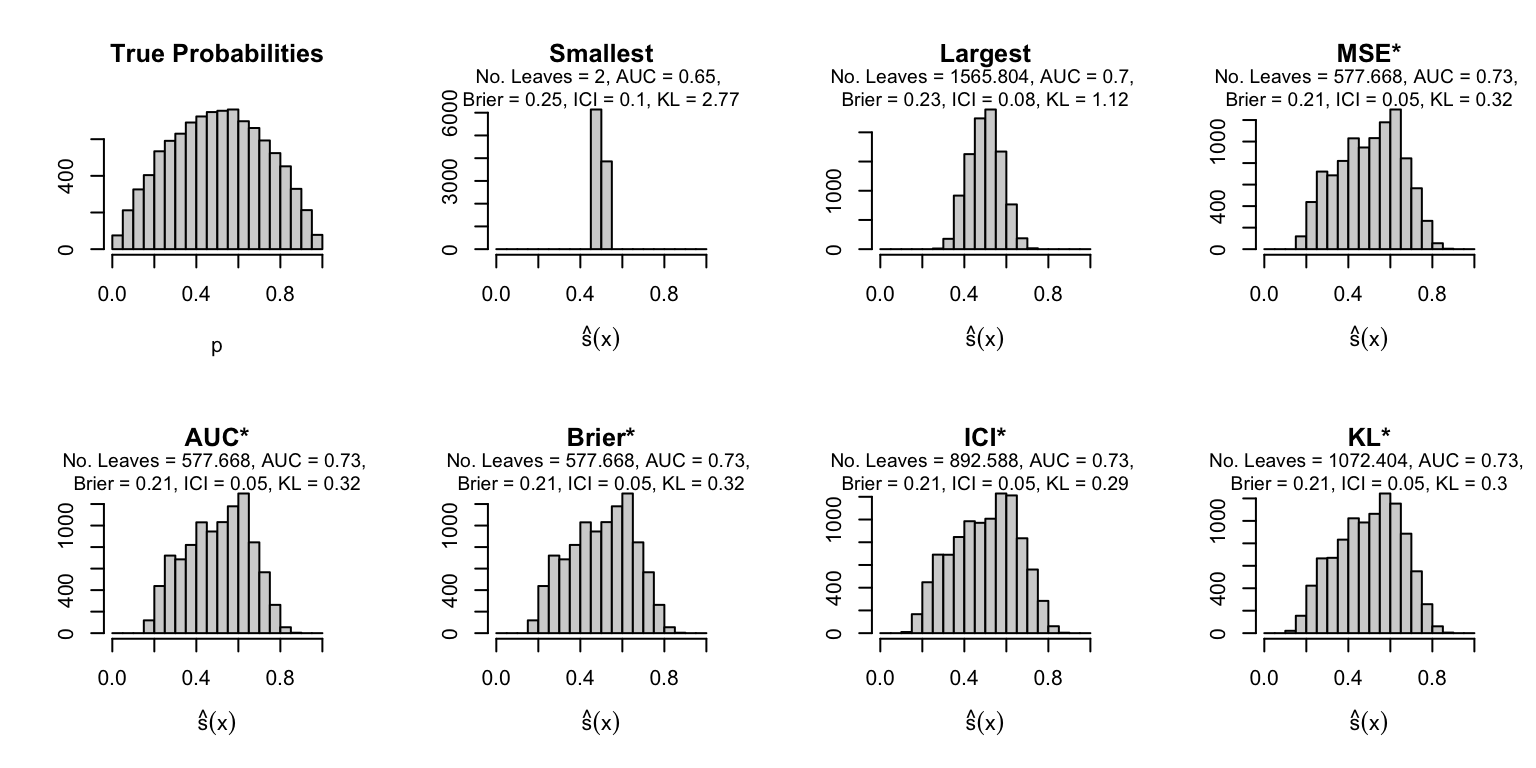 True Probabilities
400
0
0.0 0.4 0.8
p
Smallest
No. Leaves = 2, AUC = 0.65,
Brier = 0.25, ICI = 0.1, KL = 2.77
6000
3000
0
0.0 0.4 0.8
ŝ(x)
Largest
No. Leaves = 1565.804, AUC = 0.7,
Brier = 0.23, ICI = 0.08, KL = 1.12
1000
0
0.0 0.4 0.8
ŝ(x)
MSE*
No. Leaves = 577.668, AUC = 0.73,
Brier = 0.21, ICI = 0.05, KL = 0.32
1000
400
0
0.0 0.4 0.8
ŝ(x)
AUC*
No. Leaves = 577.668, AUC = 0.73,
Brier = 0.21, ICI = 0.05, KL = 0.32
1000
400
0
0.0 0.4 0.8
ŝ(x)
Brier*
No. Leaves = 577.668, AUC = 0.73,
Brier = 0.21, ICI = 0.05, KL = 0.32
1000
400
0
0.0 0.4 0.8
ŝ(x)
ICI*
No. Leaves = 892.588, AUC = 0.73,
Brier = 0.21, ICI = 0.05, KL = 0.29
1000
400
0
0.0 0.4 0.8
ŝ(x)
KL*
No. Leaves = 1072.404, AUC = 0.73,
Brier = 0.21, ICI = 0.05, KL = 0.3
1000
400
0
0.0 0.4 0.8
ŝ(x)